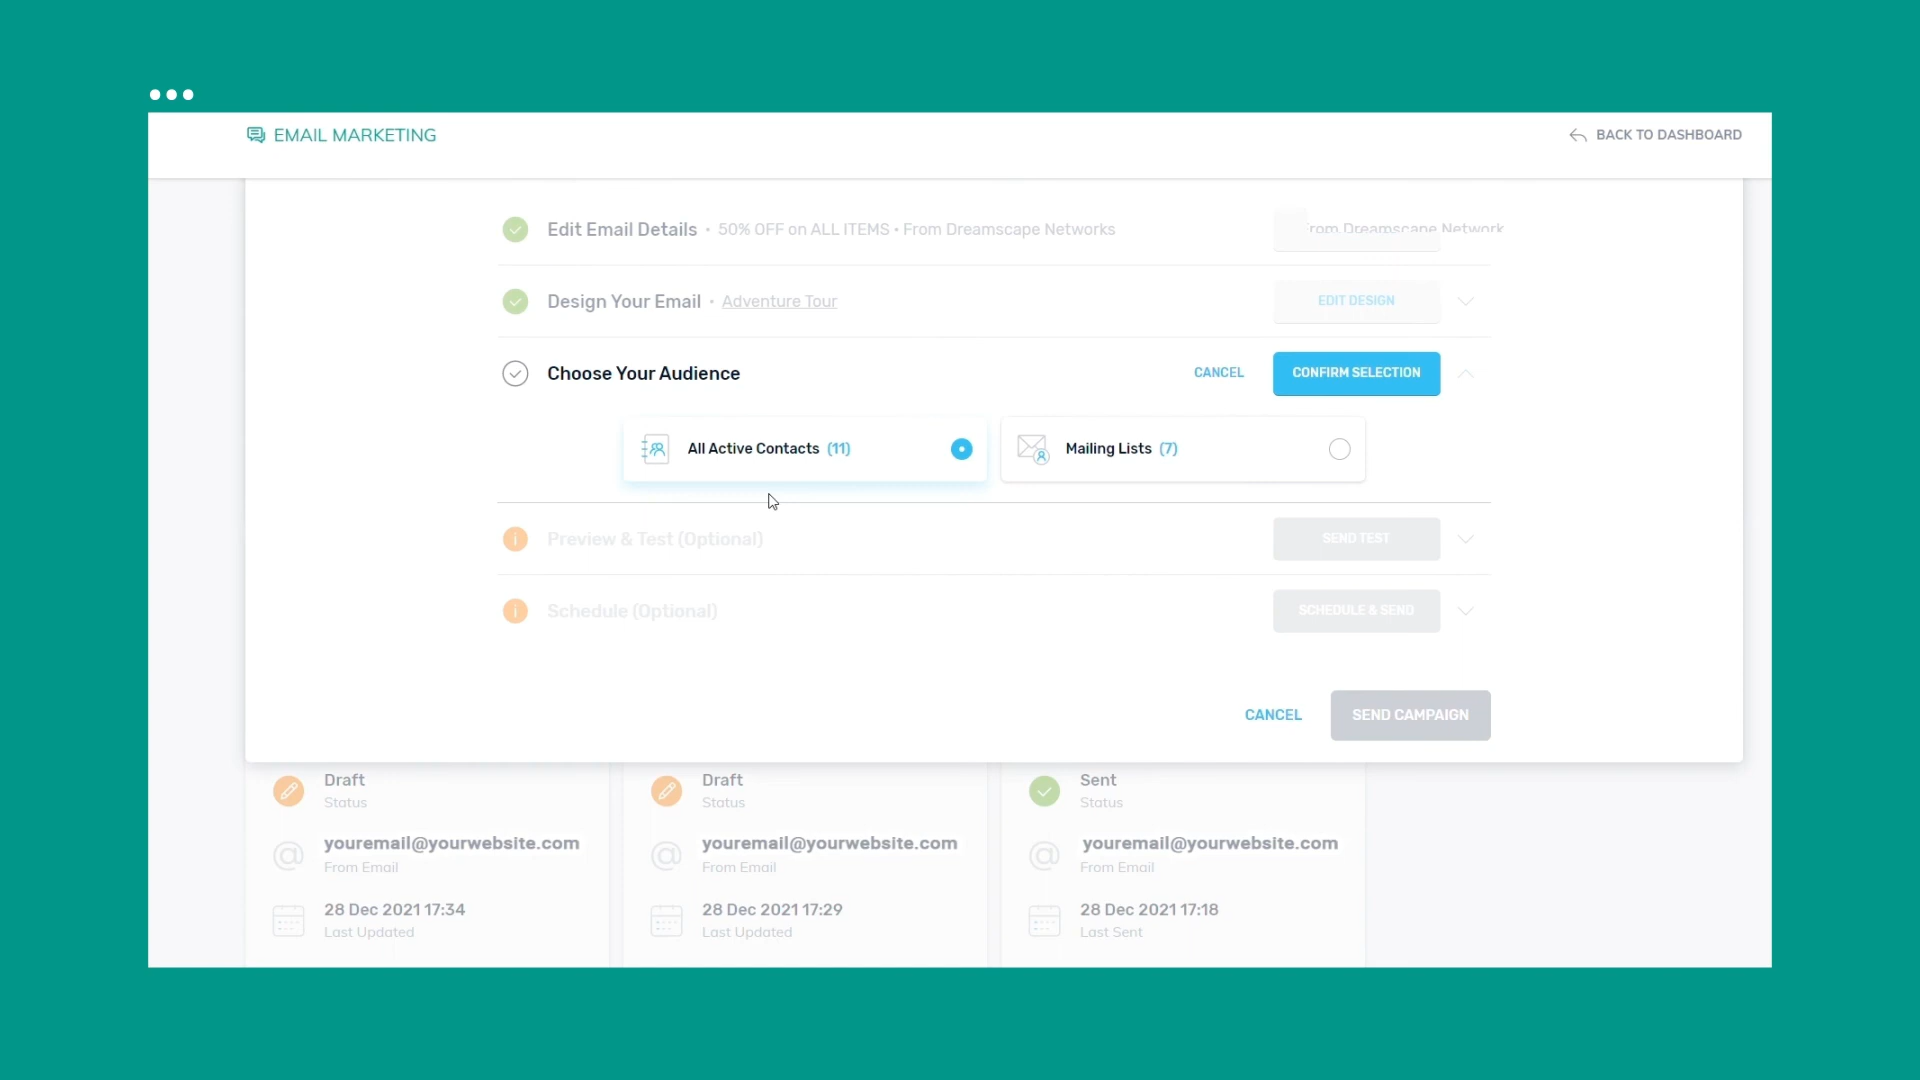 EMAIL MARKETING
BACK TO DASHBOARD
Edit Email Details • 50% OFF on ALL ITEMS • From Dreamscape Networks
rom Dreamscape Network
Design Your Email • Adventure Tour
EDIT DESIGN
Choose Your Audience
CANCEL
CONFIRM SELECTION
All Active Contacts (11)
Mailing Lists (7)
Preview & Test (Optional)
SEND TEST
Schedule (Optional)
SCHEDULE & SEND
CANCEL
SEND CAMPAIGN
Draft
Status
youremail@yourwebsite.com
From Email
28 Dec 2021 17:34
Last Updated
Draft
Status
youremail@yourwebsite.com
From Email
28 Dec 2021 17:29
Last Updated
Sent
Status
youremail@yourwebsite.com
From Email
28 Dec 2021 17:18
Last Sent